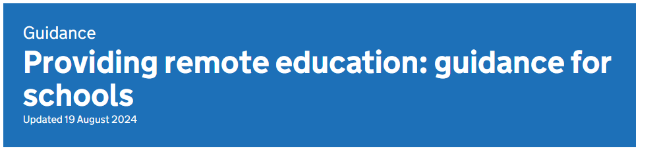 Guidance
Providing remote education: guidance for
schools
Updated 19 August 2024